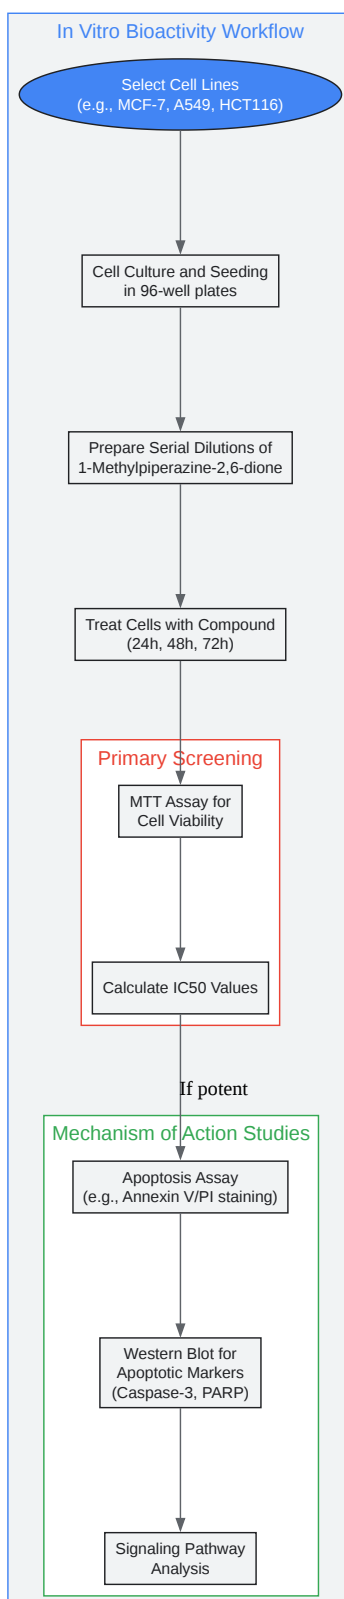 In Vitro Bioactivity Workflow
Select Cell Lines
(e.g., MCF-7, A549, HCT116)
Cell Culture and Seeding
in 96-well plates
Prepare Serial Dilutions of
1-Methylpiperazine-2,6-dione
Treat Cells with Compound
(24h, 48h, 72h)
Primary Screening
MTT Assay for
Cell Viability
Calculate IC50 Values
If potent
Mechanism of Action Studies
Apoptosis Assay
(e.g., Annexin V/PI staining)
Western Blot for
Apoptotic Markers
(Caspase-3, PARP)
Signaling Pathway
Analysis